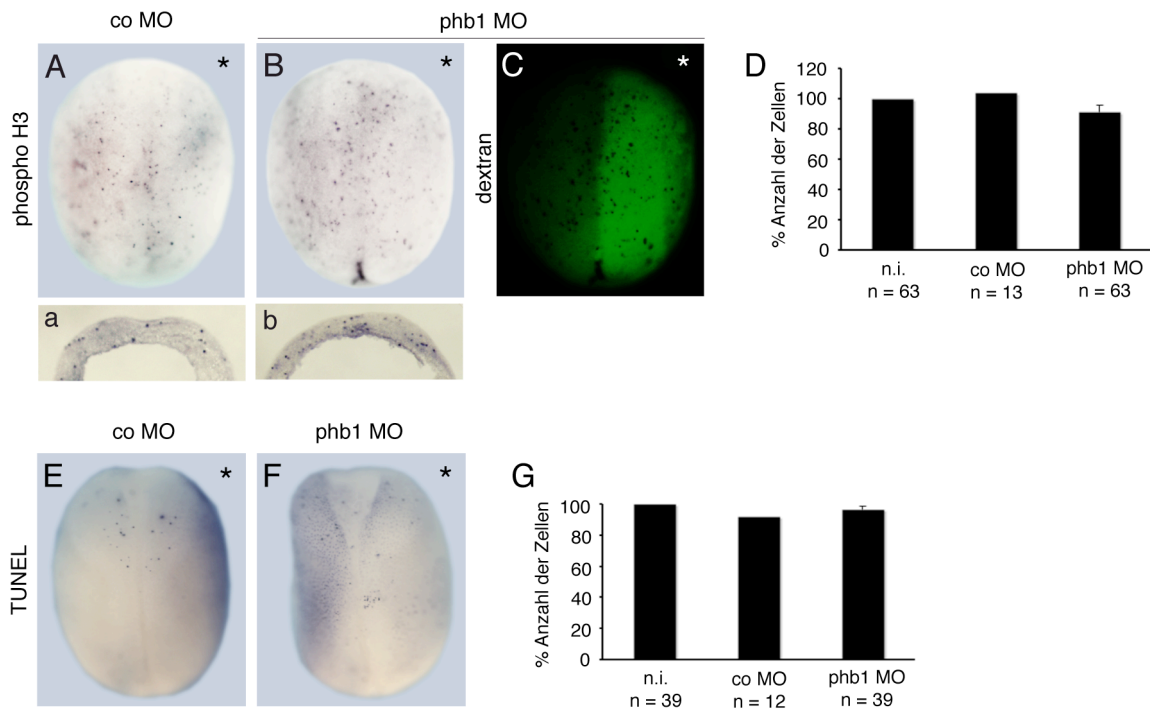 co MO
phb1 MO
phospho H3
A
*
B
*
dextran
C
*
a
b
D
% Anzahl der Zellen
120
100
80
60
40
20
0
n.i. co MO phb1 MO
n = 63 n = 13 n = 63
co MO
phb1 MO
TUNEL
E
*
F
*
G
% Anzahl der Zellen
100
80
60
40
20
0
n.i. co MO phb1 MO
n = 39 n = 12 n = 39